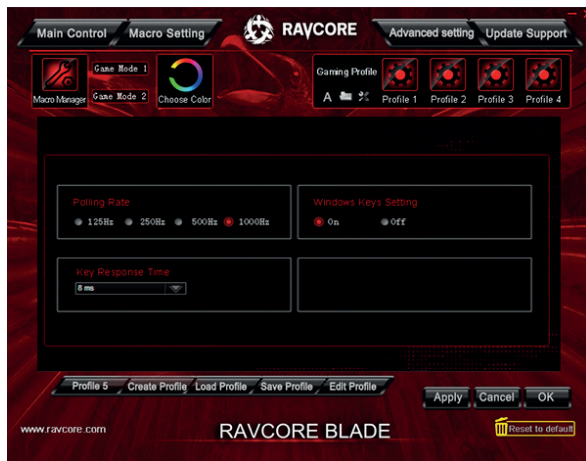 Main Control Macro Setting RAVCORE Advanced setting Update Support
Game Mode 1
Game Mode 2
Macro Manager Choose Color
Gaming Profile
A
Profile 1 Profile 2 Profile 3 Profile 4
Polling Rate
125Hz 250Hz 500Hz 1000Hz
Windows Keys Setting
On Off
Key Response Time
8 ms
Profile 5 Create Profile Load Profile Save Profile Edit Profile
Apply Cancel OK
www.ravcore.com RAVCORE BLADE Reset to default